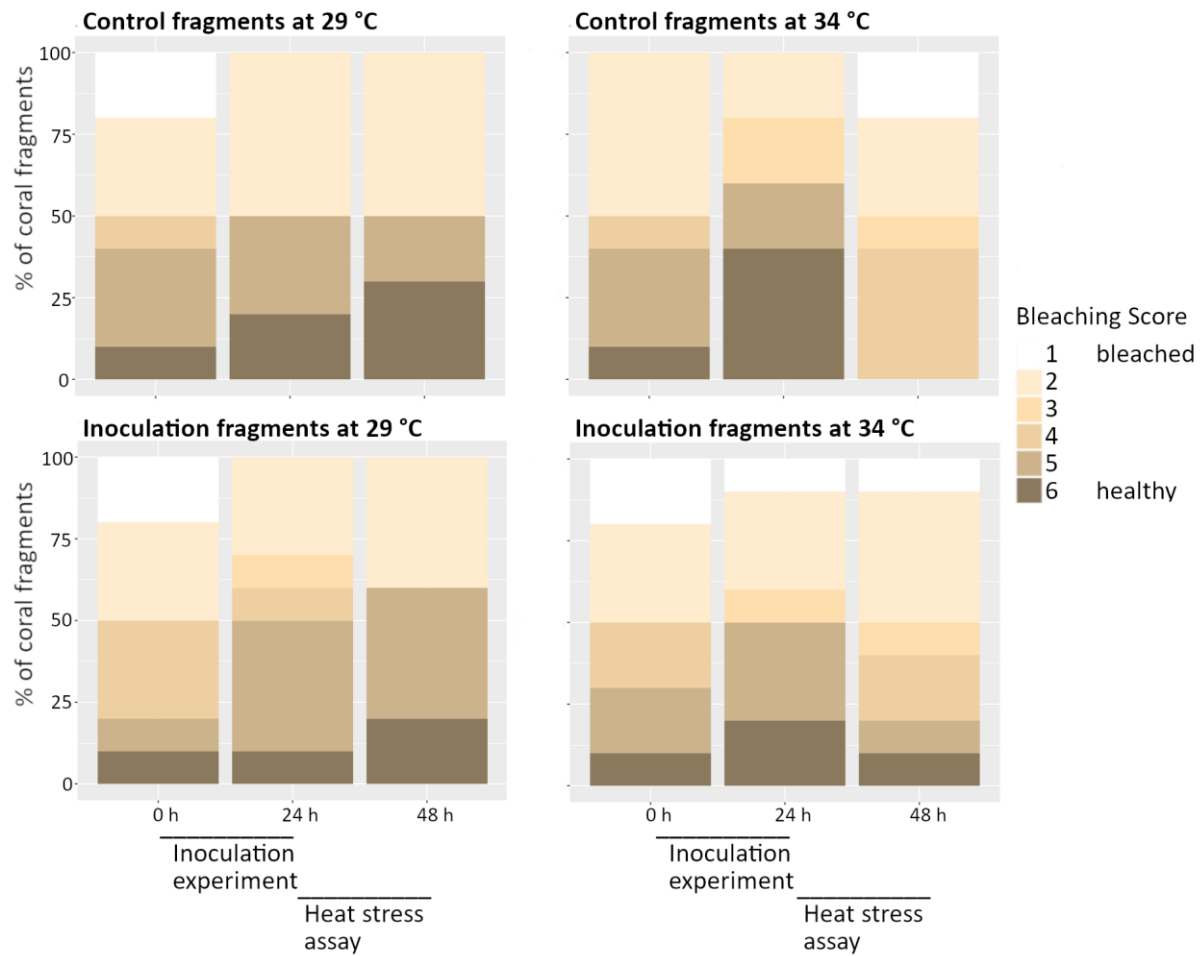 Control fragments at 29 °C
Control fragments at 34 °C
% of coral fragments
100
75
50
25
0
Bleaching Score
1 bleached
2
3
4
5
6 healthy
Inoculation fragments at 29 °C
Inoculation fragments at 34 °C
% of coral fragments
100
75
50
25
0
0 h 24 h 48 h
0 h 24 h 48 h
Inoculation
experiment
Heat stress
assay
Inoculation
experiment
Heat stress
assay